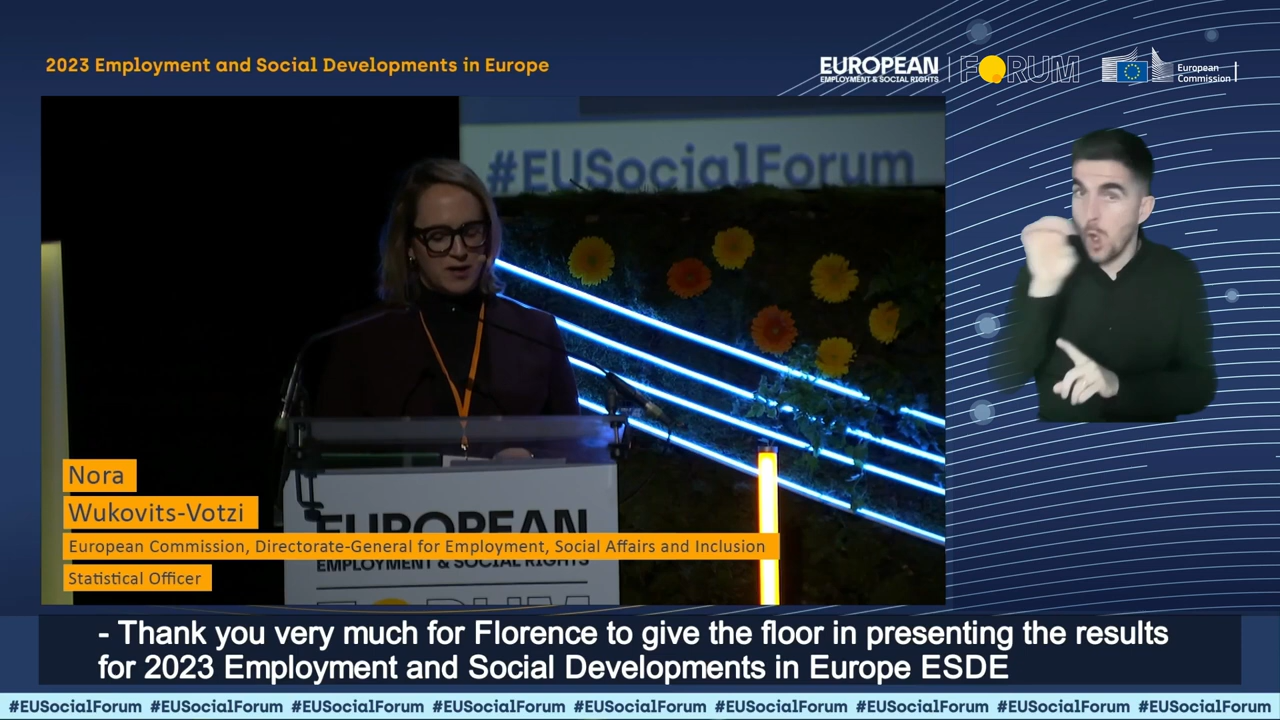 2023 Employment and Social Developments in Europe
EUROPEAN
EMPLOYMENT & SOCIAL RIGHTS
FORUM
European
Commission
#EUSocialForum
Nora
Wukovits-Votzi
European Commission, Directorate-General for Employment, Social Affairs and Inclusion
Statistical Officer
EUROPEAN
EMPLOYMENT & SOCIAL RIGHTS
FORUM
- Thank you very much for Florence to give the floor in presenting the results
for 2023 Employment and Social Developments in Europe ESDE
#EUSocialForum #EUSocialForum #EUSocialForum #EUSocialForum #EUSocialForum #EUSocialForum #EUSocialForum #EUSocialForum #EUSocialForum